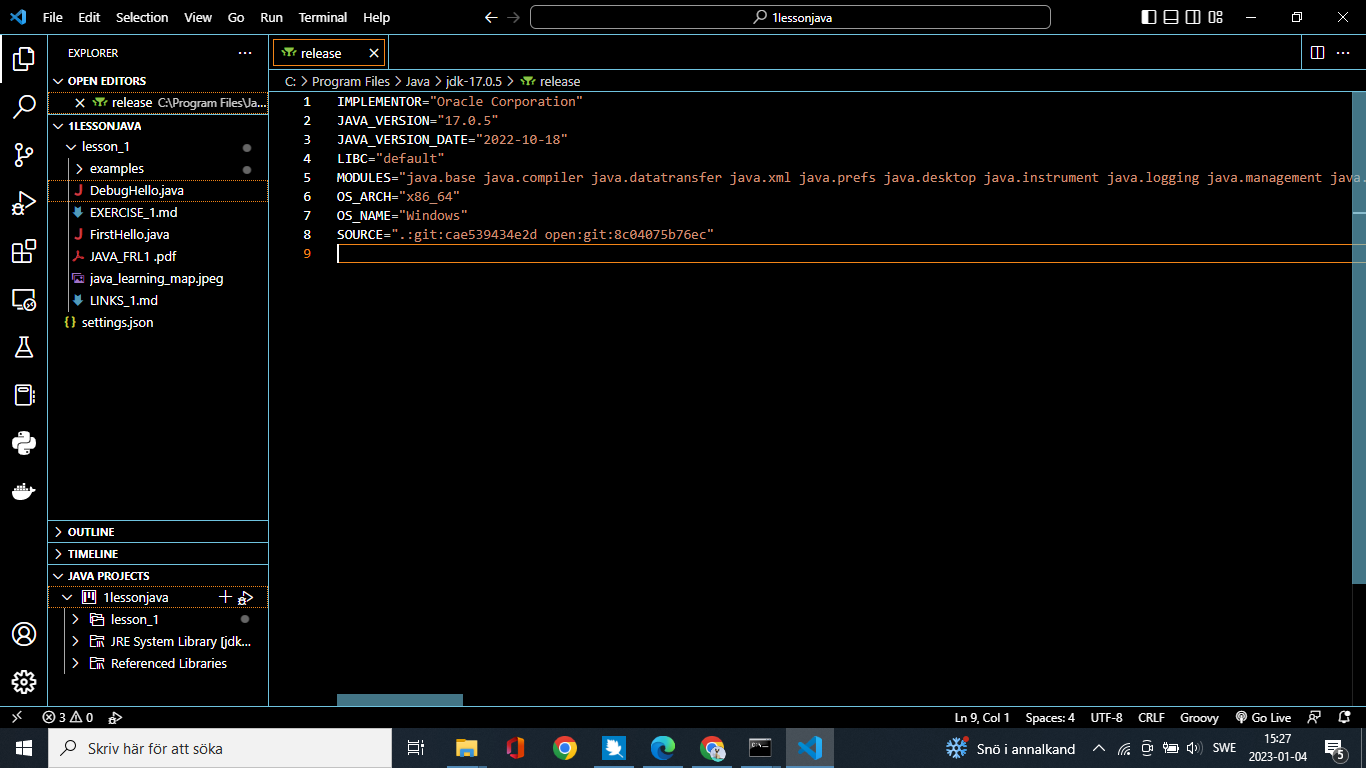 File Edit Selection View Go Run Terminal Help
1lessonjava
EXPLORER
release
OPEN EDITORS
C: > Program Files > Java > jdk-17.0.5 > release
release C:\Program Files\Ja...
1LESSONJAVA
lesson_1
examples
DebugHello.java
EXERCISE_1.md
FirstHello.java
JAVA_FRL1 .pdf
java_learning_map.jpeg
LINKS_1.md
settings.json
1 IMPLEMENTOR="Oracle Corporation"
2 JAVA_VERSION="17.0.5"
3 JAVA_VERSION_DATE="2022-10-18"
4 LIBC="default"
5 MODULES="java.base java.compiler java.datatransfer java.xml java.prefs java.desktop java.instrument java.logging java.management java.
6 OS_ARCH="x86_64"
7 OS_NAME="Windows"
8 SOURCE=".:git:cae539434e2d open:git:8c04075b76ec"
9
OUTLINE
TIMELINE
JAVA PROJECTS
1lessonjava
lesson_1
JRE System Library [jdk...
Referenced Libraries
3 0
Ln 9, Col 1 Spaces: 4 UTF-8 CRLF Groovy Go Live
Skriv här för att söka
Snö i annalkand
SWE
15:27
2023-01-04
5